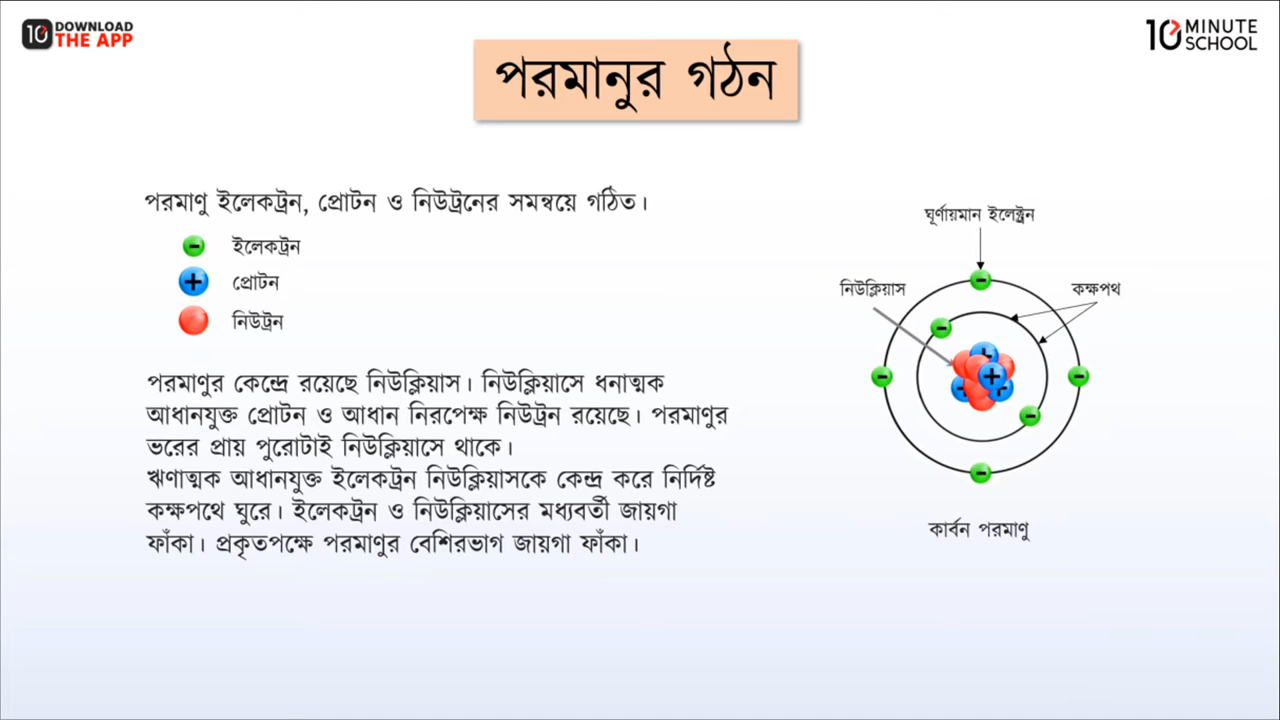 10 DOWNLOAD THE APP
10 MINUTE SCHOOL
পরমানুর গঠন
পরমাণু ইলেকট্রন, প্রোটন ও নিউট্রনের সমন্বয়ে গঠিত।
ইলেকট্রন
প্রোটন
নিউট্রন
পরমাণুর কেন্দ্রে রয়েছে নিউক্লিয়াস। নিউক্লিয়াসে ধনাত্মক
আধানযুক্ত প্রোটন ও আধান নিরপেক্ষ নিউট্রন রয়েছে। পরমাণুর
ভরের প্রায় পুরোটাই নিউক্লিয়াসে থাকে।
ঋণাত্মক আধানযুক্ত ইলেকট্রন নিউক্লিয়াসকে কেন্দ্র করে নির্দিষ্ট
কক্ষপথে ঘুরে। ইলেকট্রন ও নিউক্লিয়াসের মধ্যবর্তী জায়গা
ফাঁকা। প্রকৃতপক্ষে পরমাণুর বেশিরভাগ জায়গা ফাঁকা।
ঘূর্ণায়মান ইলেক্ট্রন
নিউক্লিয়াস
কক্ষপথ
কার্বন পরমাণু